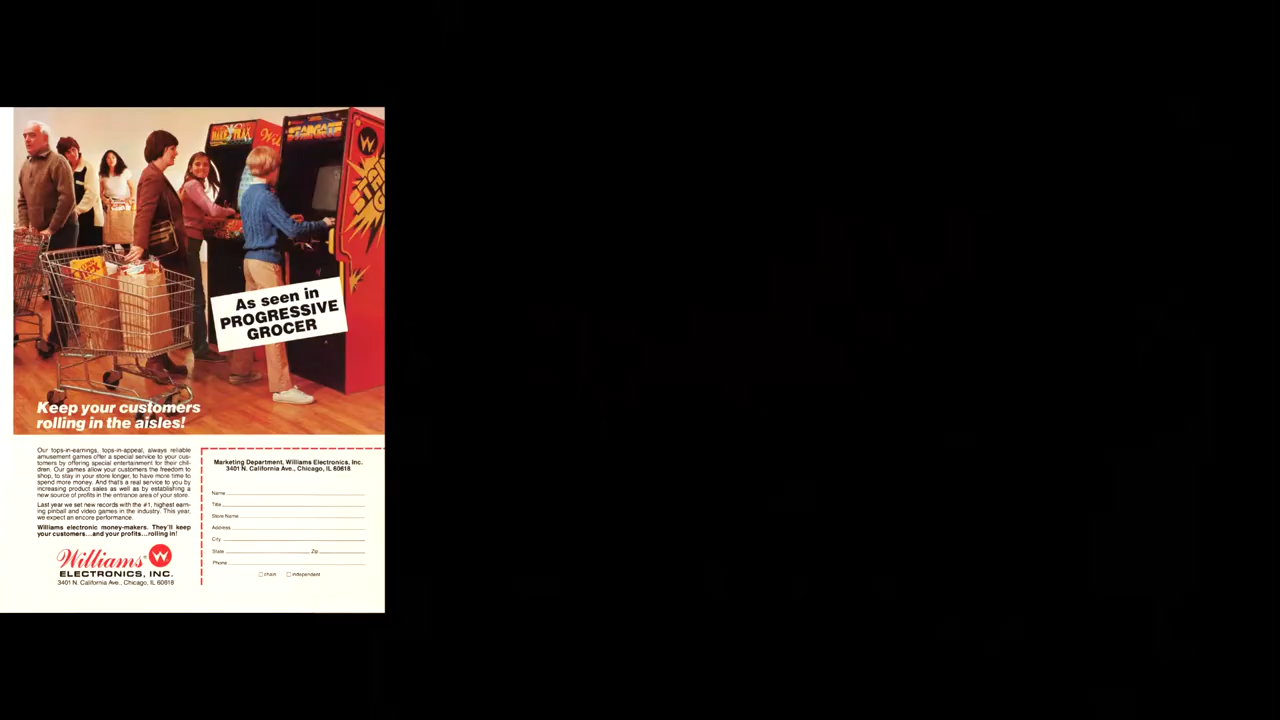 MAKE TRAX
Wil
STARGATE
W
STAR
G
TRAX
As seen in
PROGRESSIVE
GROCER
Keep your customers
rolling in the aisles!
Our tops-in-earnings, tops-in-appeal, always reliable
amusement games offer a special service to your cus-
tomers by offering special entertainment for their chil-
dren. Our games allow your customers the freedom to
shop, to stay in your store longer, to have more time to
spend more money. And that's a real service to you by
increasing product sales as well as by establishing a
new source of profits in the entrance area of your store.
Last year we set new records with the #1, highest earn-
ing pinball and video games in the industry. This year,
we expect an encore performance.
Williams electronic money-makers. They'll keep
your customers...and your profits...rolling in!
Williams® W
ELECTRONICS, INC.
3401 N. California Ave., Chicago, IL 60618
Marketing Department, Williams Electronics, Inc.
3401 N. California Ave., Chicago, IL 60618
Name
Title
Store Name
Address
City
State Zip
Phone
chain independent